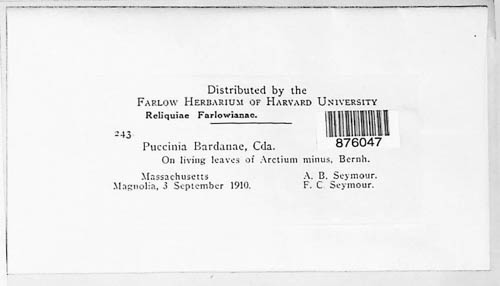 Distributed by the
FARLOW HERBARIUM OF HARVARD UNIVERSITY
Reliquiae Farlowianae.
876047
243
Puccinia Bardanae, Cda.
On living leaves of Arctium minus, Bernh.
Massachusetts A. B. Seymour.
Magnolia, 3 September 1910. F. C. Seymour.